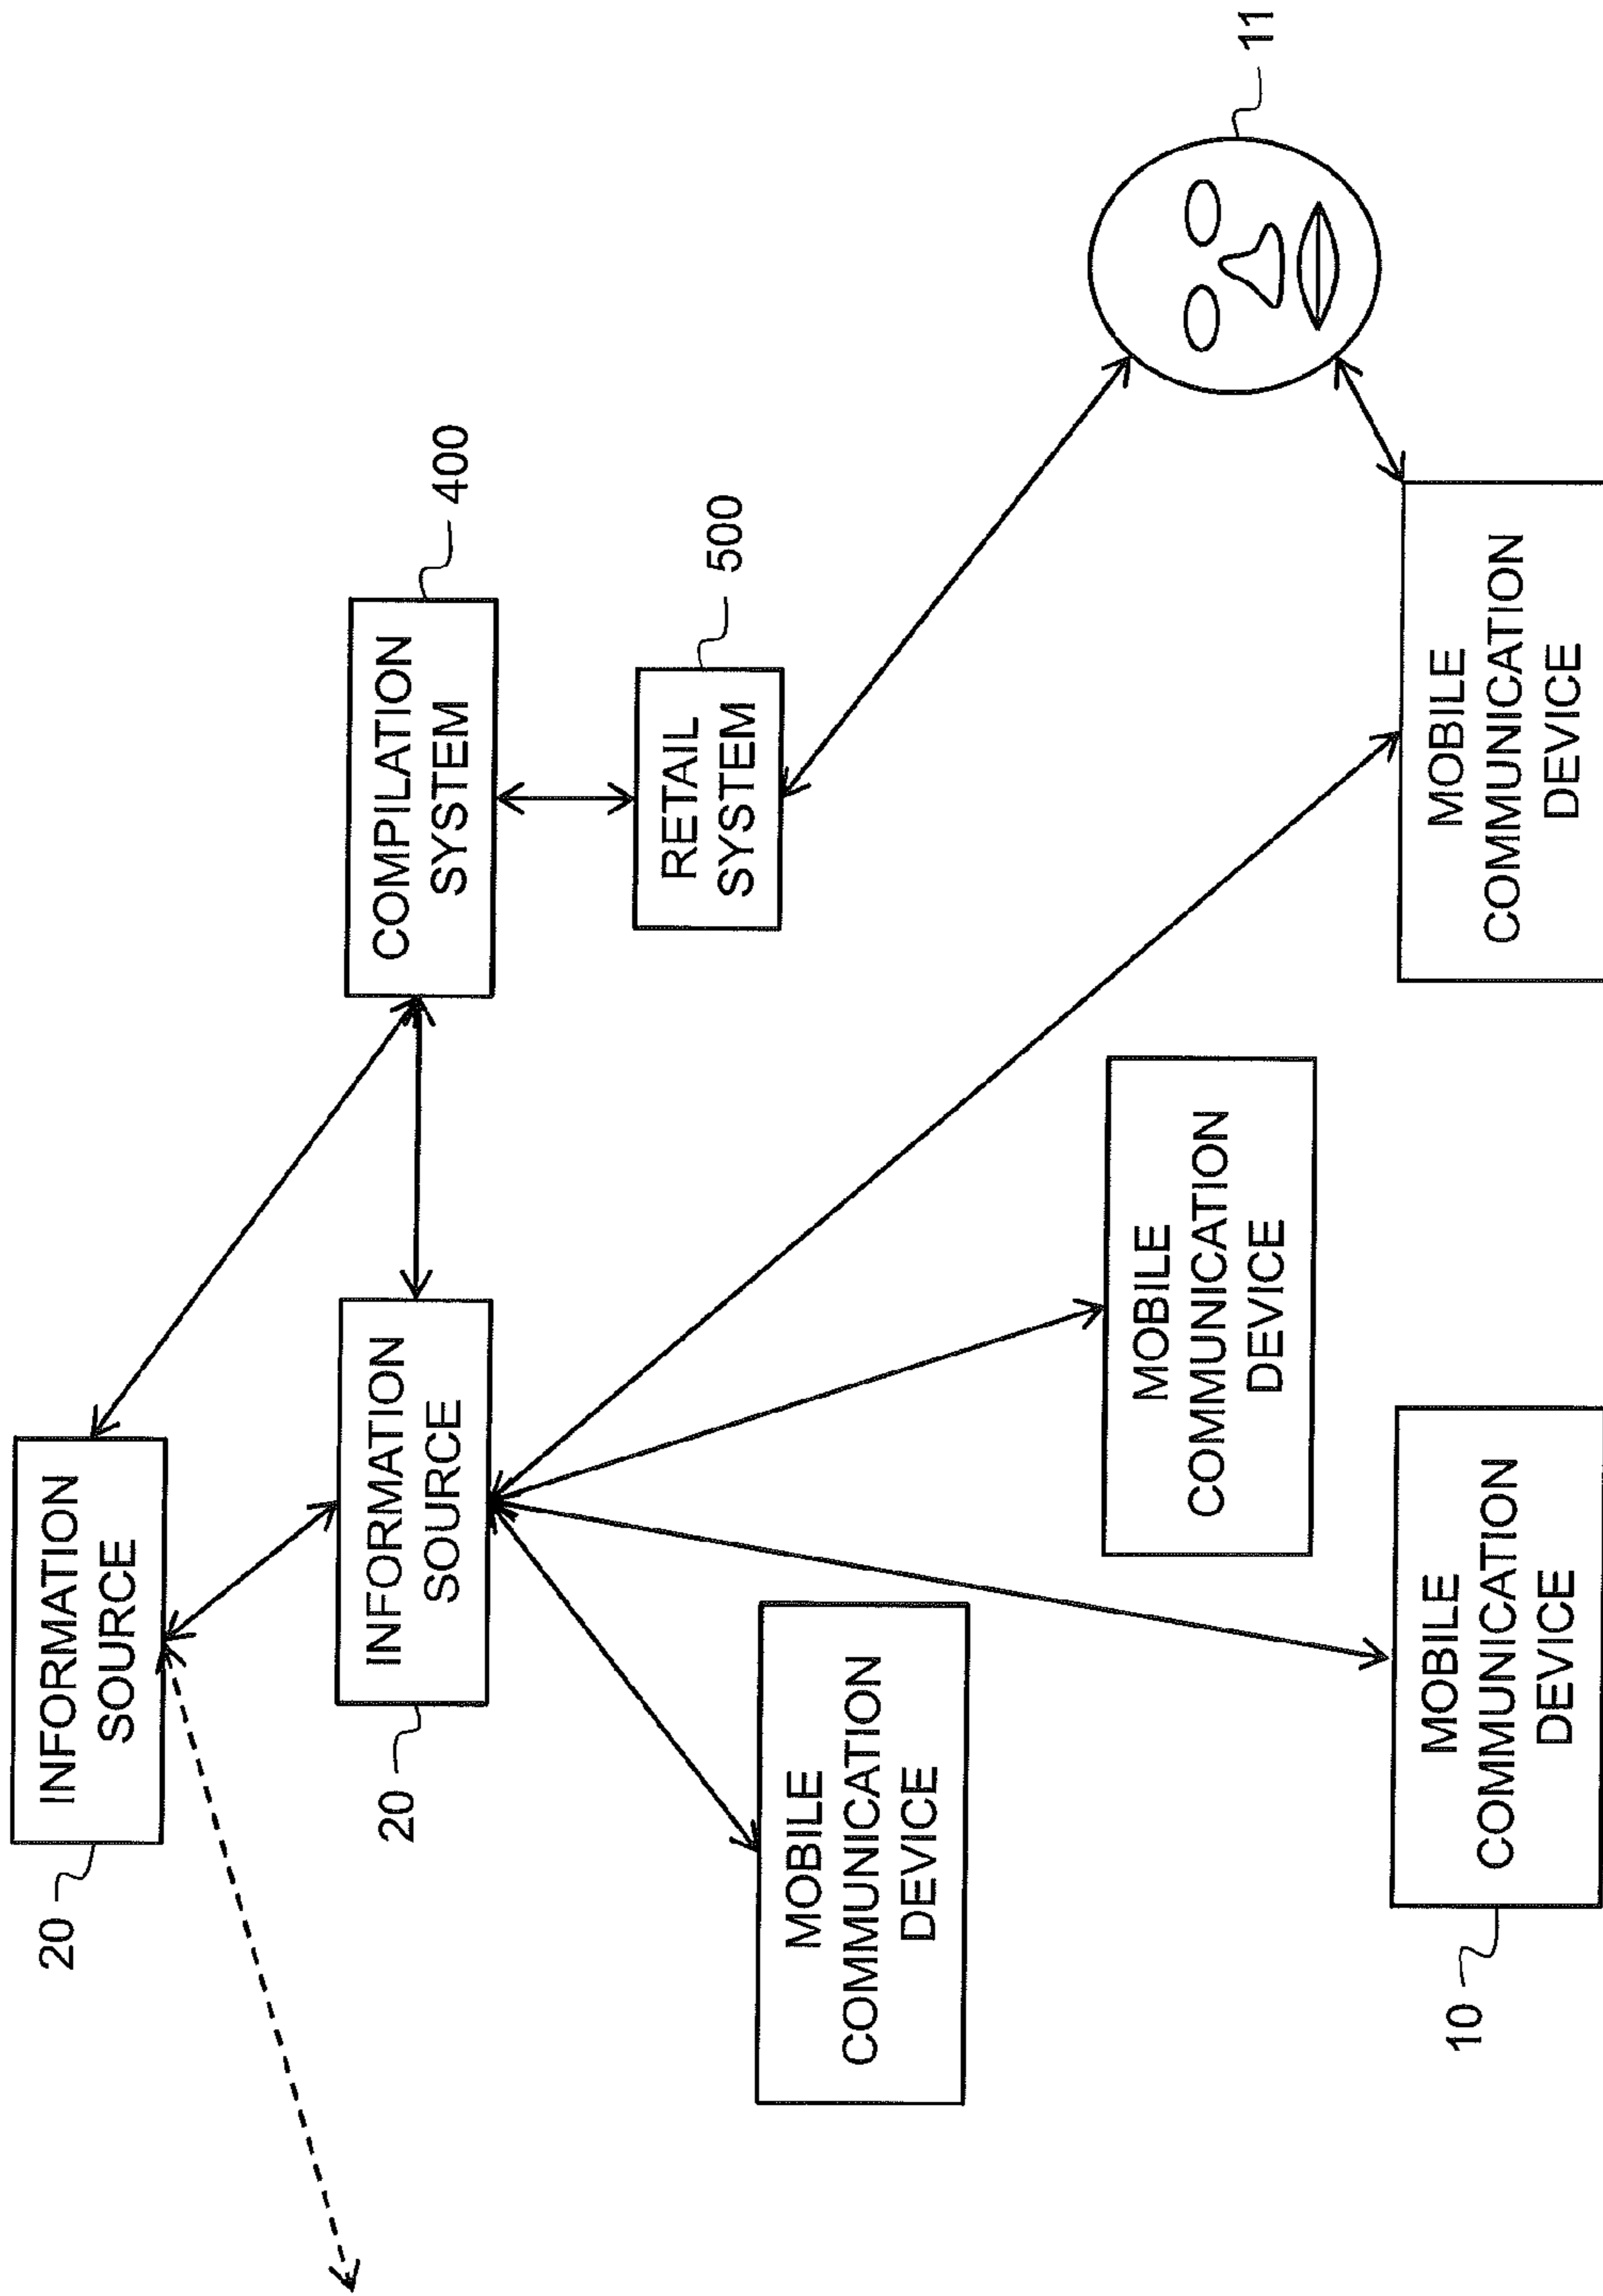 20
INFORMATION
SOURCE
20
INFORMATION
SOURCE
COMPILATION
SYSTEM
400
RETAIL
SYSTEM
500
MOBILE
COMMUNICATION
DEVICE
MOBILE
COMMUNICATION
DEVICE
10
MOBILE
COMMUNICATION
DEVICE
MOBILE
COMMUNICATION
DEVICE
11